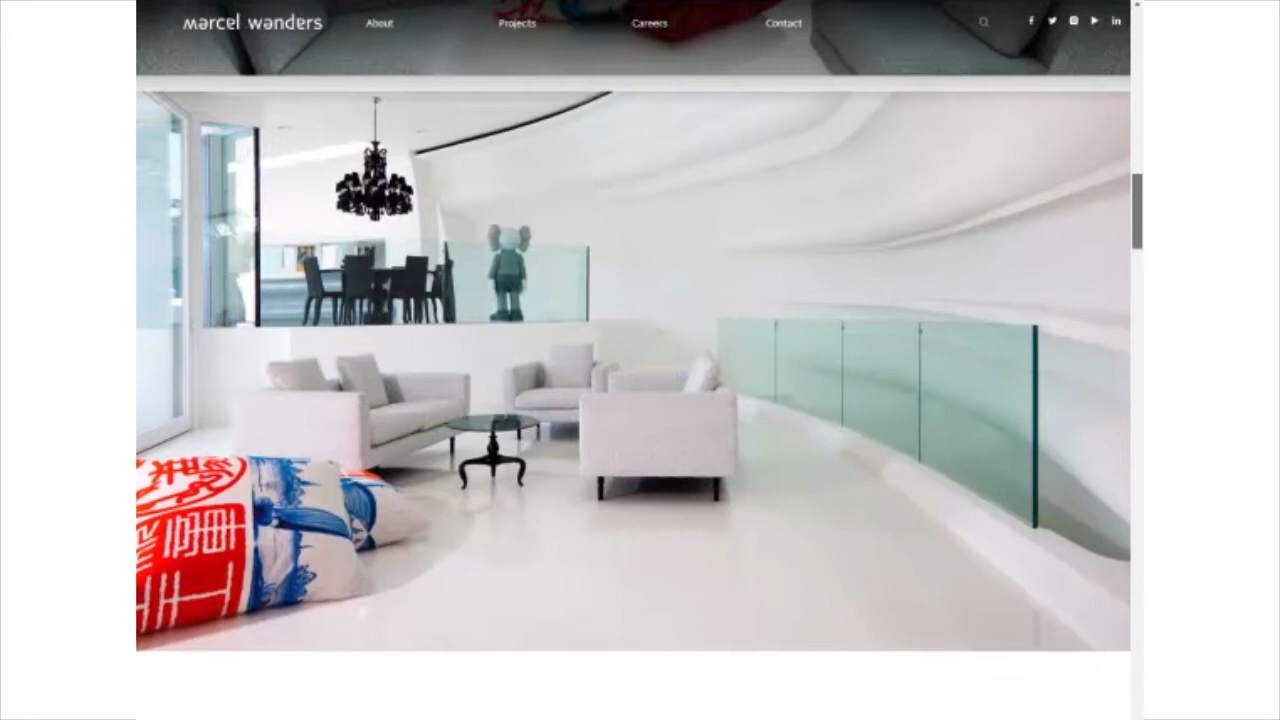 marcel wanders
About
Projects
Careers
Contact